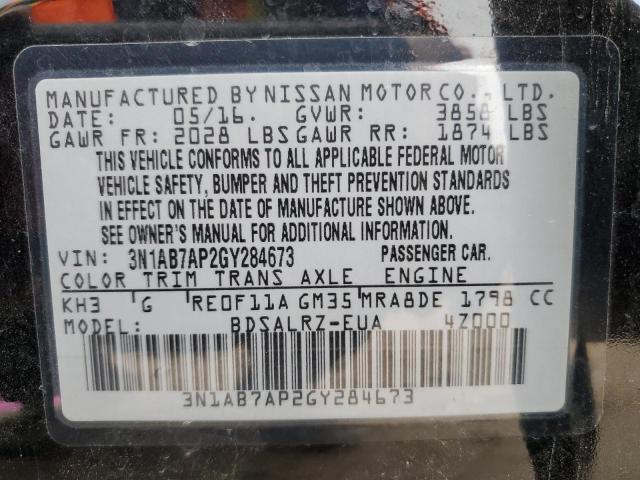 MANUFACTURED BY NISSAN MOTOR CO., LTD.
DATE: 05/16. GVWR: 3858 LBS
GAWR FR: 2028 LBS GAWR RR: 1874 LBS
THIS VEHICLE CONFORMS TO ALL APPLICABLE FEDERAL MOTOR
VEHICLE SAFETY, BUMPER AND THEFT PREVENTION STANDARDS
IN EFFECT ON THE DATE OF MANUFACTURE SHOWN ABOVE.
SEE OWNER'S MANUAL FOR ADDITIONAL INFORMATION.
VIN: 3N1AB7AP2GY284673 PASSENGER CAR.
COLOR TRIM TRANS AXLE ENGINE
KH3 G RE0F11A GM35 MRA8DE 1798 CC
MODEL: BDSALRZ-EUA 4Z000
3N1AB7AP2GY284673